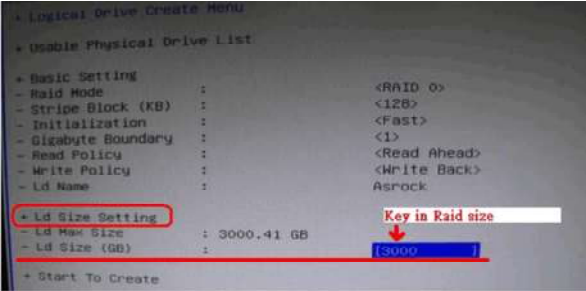 + Logical Drive Create Menu
+ Usable Physical Drive List
+ Basic Setting
- Raid Mode : <RAID 0>
- Stripe Block (KB) : <128>
- Initialization : <Fast>
- Gigabyte Boundary : <1>
- Read Policy : <Read Ahead>
- Write Policy : <Write Back>
- Ld Name : Asrock
+ Ld Size Setting
Key in Raid size
- Ld Max Size : 3000.41 GB
- Ld Size (GB) : [3000 ]
+ Start To Create